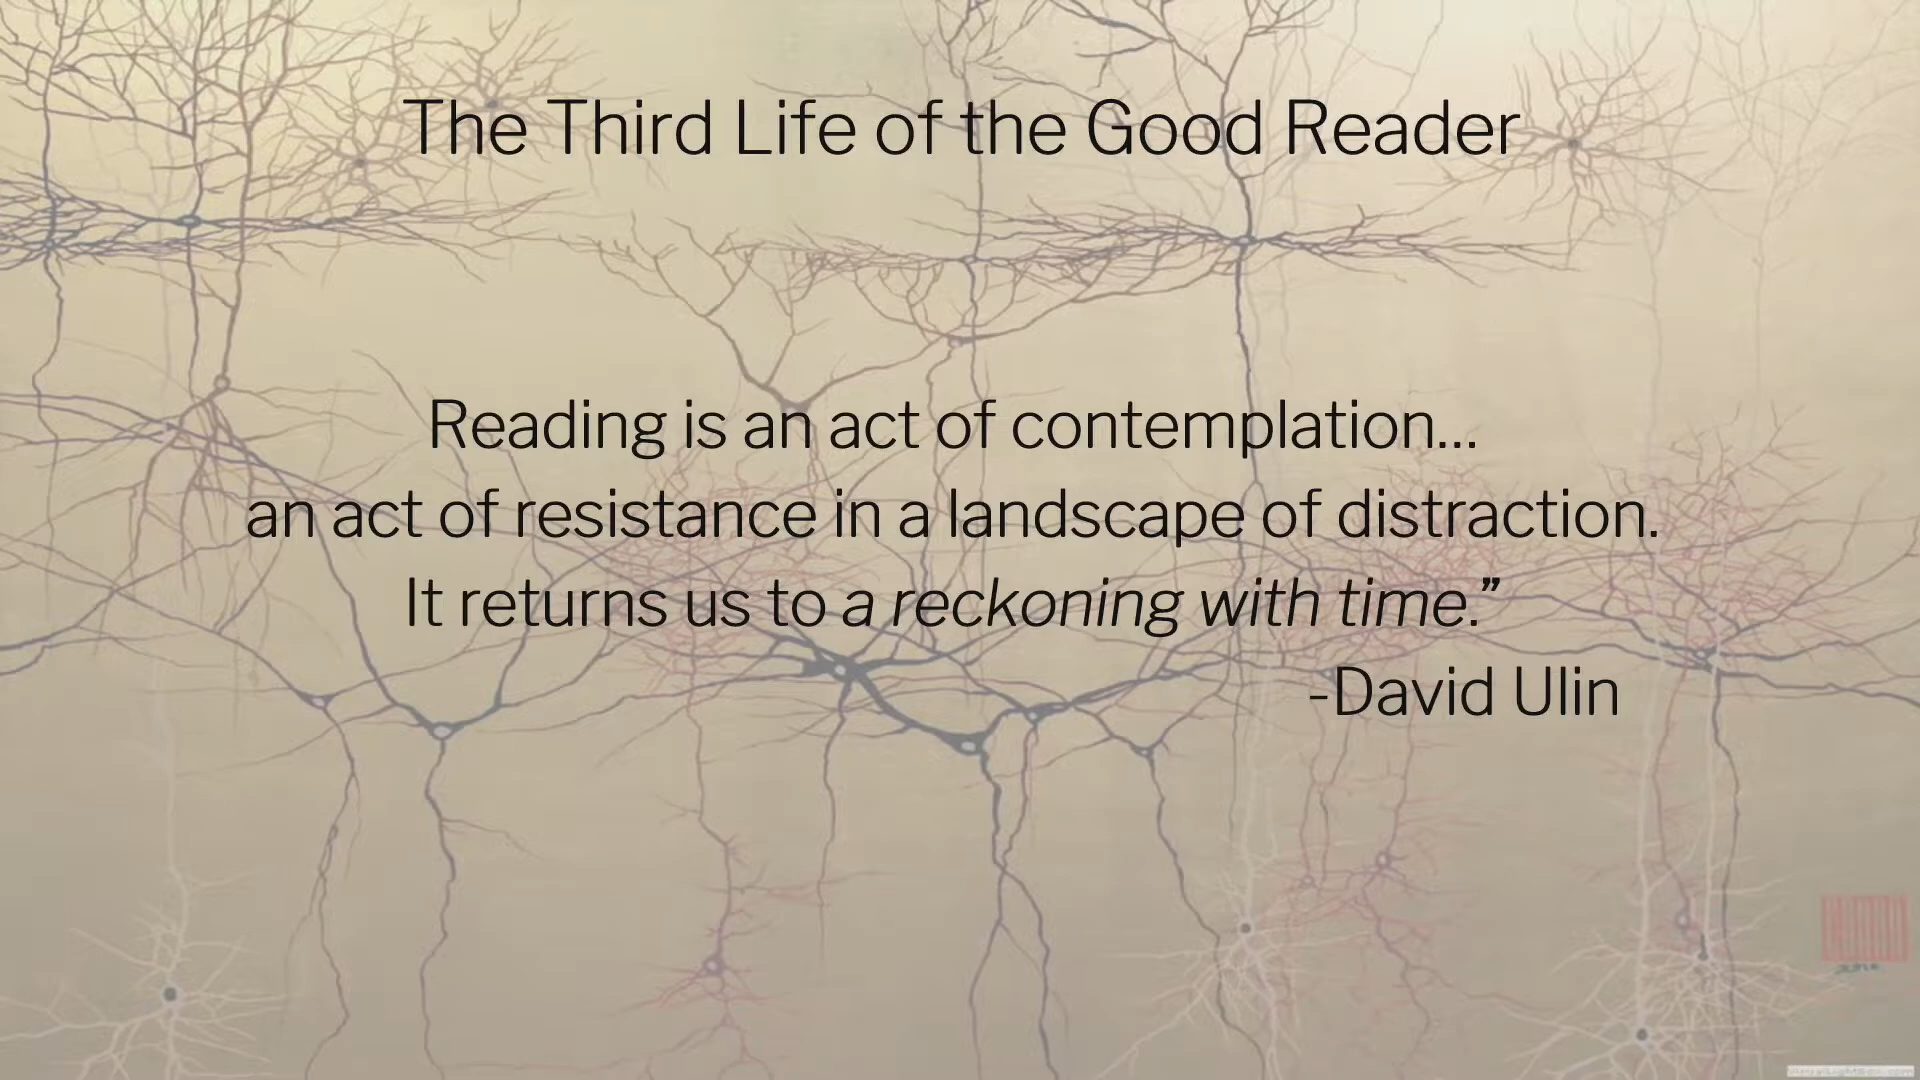 The Third Life of the Good Reader
Reading is an act of contemplation...
an act of resistance in a landscape of distraction.
It returns us to a reckoning with time.”
-David Ulin